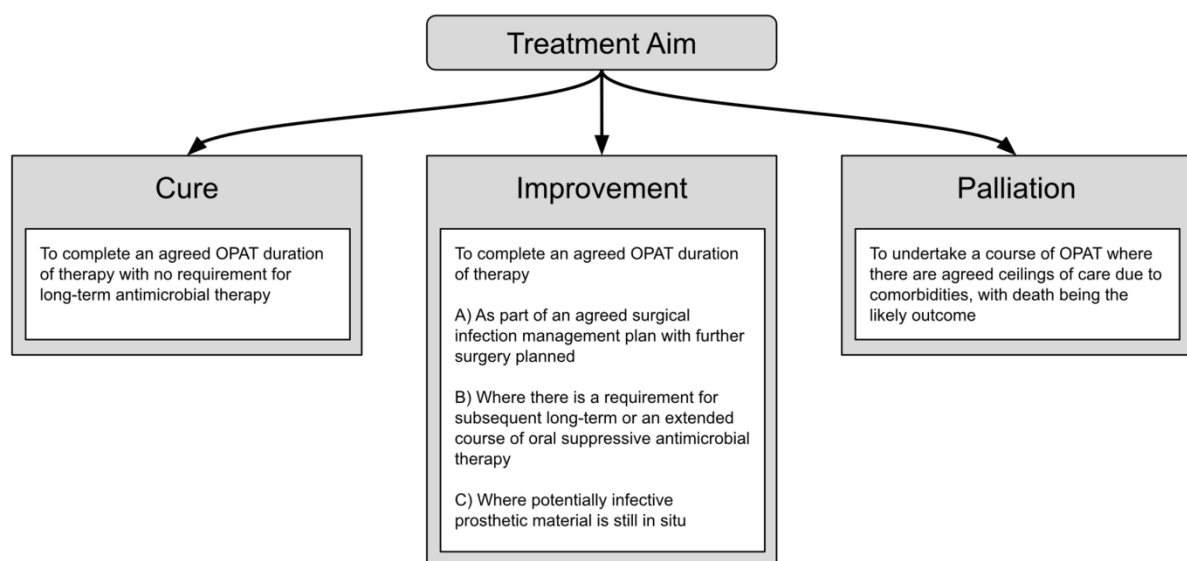 Treatment Aim
Cure
To complete an agreed OPAT duration
of therapy with no requirement for
long-term antimicrobial therapy
Improvement
To complete an agreed OPAT duration
of therapy
A) As part of an agreed surgical
infection management plan with further
surgery planned
B) Where there is a requirement for
subsequent long-term or an extended
course of oral suppressive antimicrobial
therapy
C) Where potentially infective
prosthetic material is still in situ
Palliation
To undertake a course of OPAT where
there are agreed ceilings of care due to
comorbidities, with death being the
likely outcome